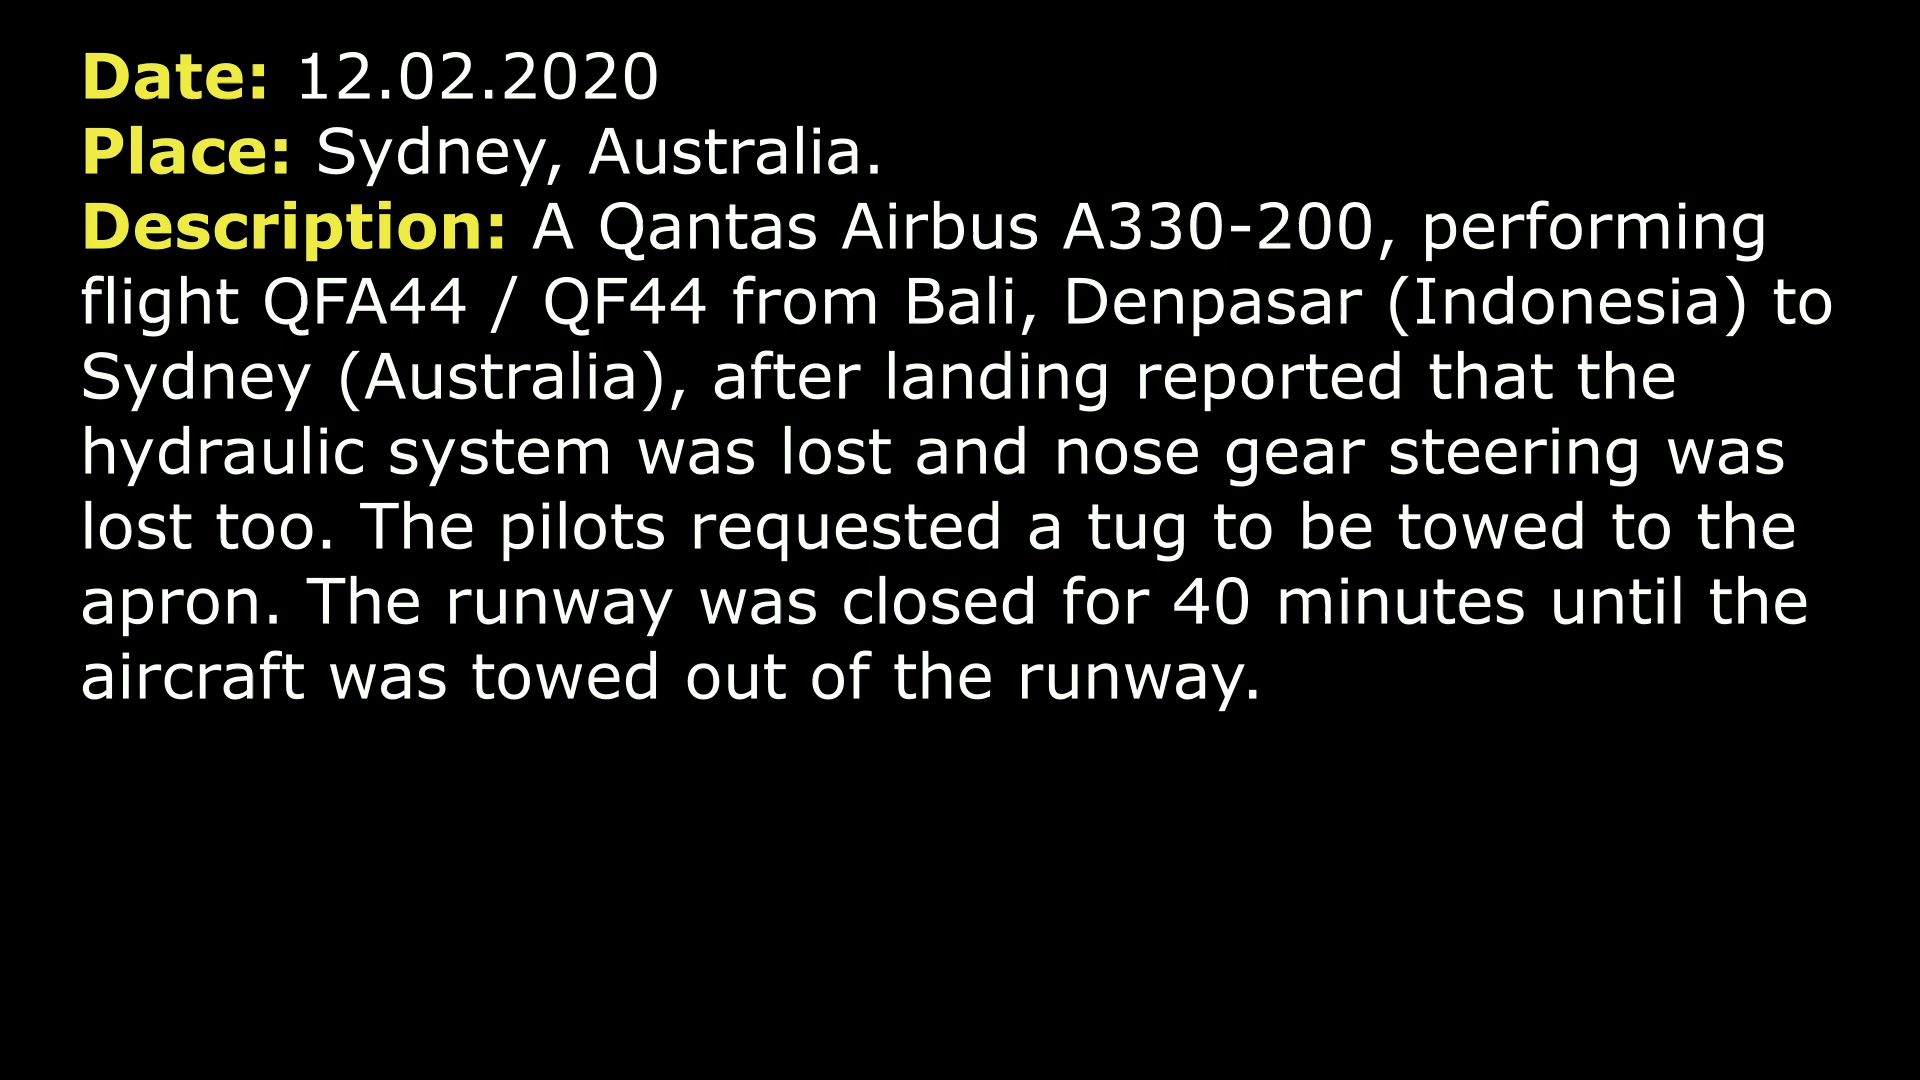 Date: 12.02.2020
Place: Sydney, Australia.
Description: A Qantas Airbus A330-200, performing
flight QFA44 / QF44 from Bali, Denpasar (Indonesia) to
Sydney (Australia), after landing reported that the
hydraulic system was lost and nose gear steering was
lost too. The pilots requested a tug to be towed to the
apron. The runway was closed for 40 minutes until the
aircraft was towed out of the runway.